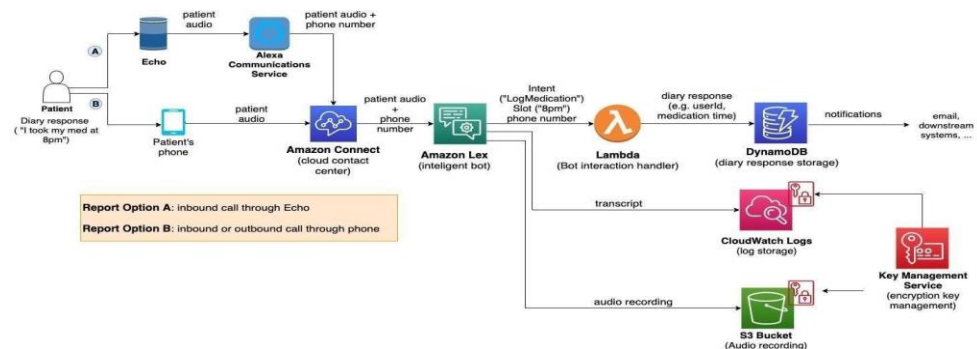 patient
audio
patient audio +
phone number
A
Echo
Alexa
Communications
Service
Patient
Diary response
( "I took my med at
8pm")
B
Patient's
phone
patient
audio
Amazon Connect
(cloud contact
center)
patient audio
+
phone
number
Amazon Lex
(inteligent bot)
Intent
("LogMedication")
Slot ("8pm")
phone number
Lambda
(Bot interaction handler)
diary response
(e.g. userId,
medication time)
DynamoDB
(diary response storage)
notifications
email,
downstream
systems, ...
Report Option A: inbound call through Echo
Report Option B: inbound or outbound call through phone
transcript
CloudWatch Logs
(log storage)
Key Management
Service
(encryption key
management)
audio recording
S3 Bucket
(Audio recording)